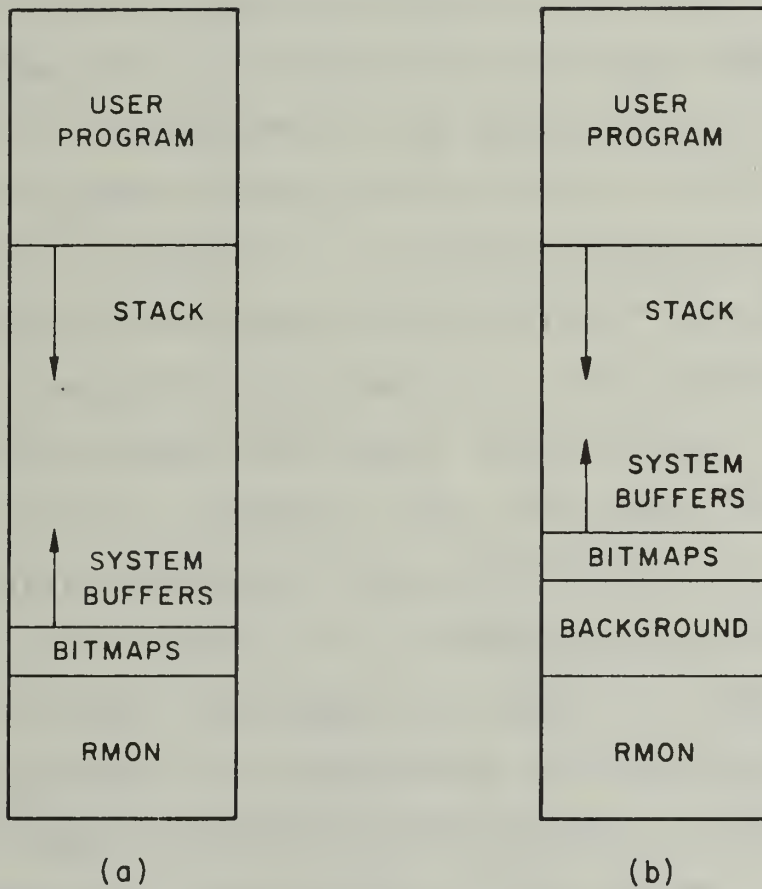 USER
PROGRAM
STACK
SYSTEM
BUFFERS
BITMAPS
RMON
(a)
USER
PROGRAM
STACK
SYSTEM
BUFFERS
BITMAPS
BACKGROUND
RMON
(b)